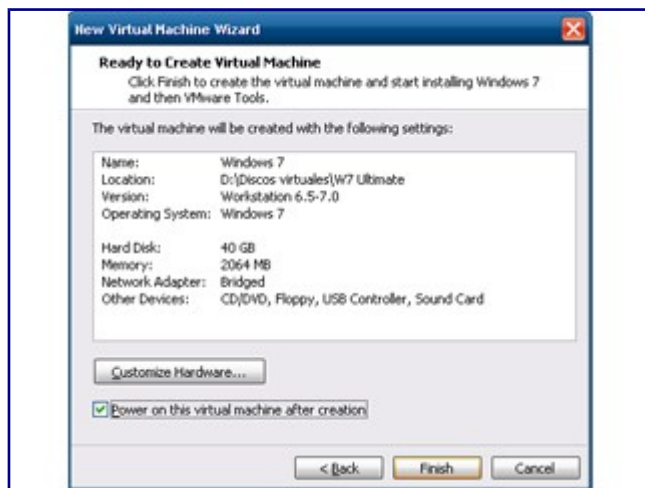 New Virtual Machine Wizard
Ready to Create Virtual Machine
Click Finish to create the virtual machine and start installing Windows 7
and then VMware Tools.
The virtual machine will be created with the following settings:
Name: Windows 7
Location: D:\Discos virtuales\W7 Ultimate
Version: Workstation 6.5-7.0
Operating System: Windows 7
Hard Disk: 40 GB
Memory: 2064 MB
Network Adapter: Bridged
Other Devices: CD/DVD, Floppy, USB Controller, Sound Card
Customize Hardware...
Power on this virtual machine after creation
< Back Finish Cancel